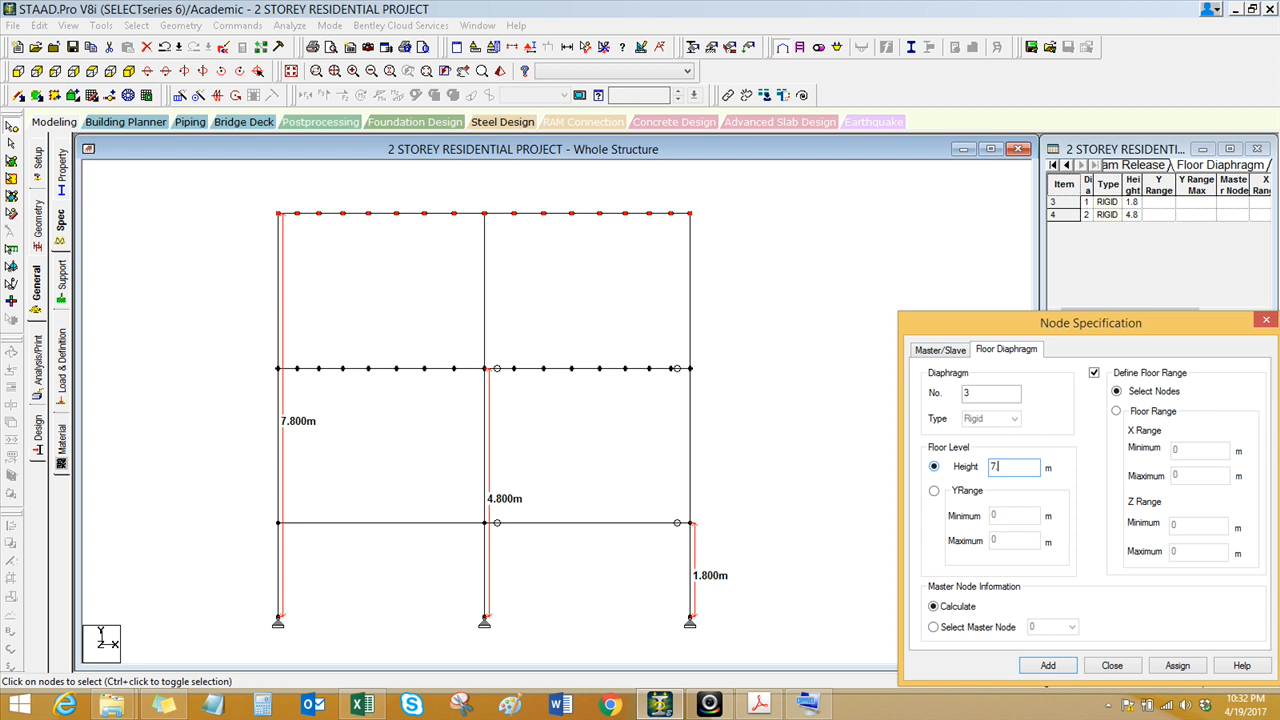 STAAD.Pro V8i (SELECTseries 6)/Academic - 2 STOREY RESIDENTIAL PROJECT
File Edit View Tools Select Geometry Commands Analyze Mode Bentley Cloud Services Window Help
Modeling Building Planner Piping Bridge Deck Postprocessing Foundation Design Steel Design RAM Connection Concrete Design Advanced Slab Design Earthquake
2 STOREY RESIDENTIAL PROJECT - Whole Structure
2 STOREY RESIDENTI...
am Release Floor Diaphragm
Item Di a Type Hei ght Y Range Y Range Max Maste r Node X Ran
3 1 RIGID 1.8
4 2 RIGID 4.8
Setup
Geometry
General
Analysis/Print
Design
Property
Spec
Support
Load & Definition
Material
7.800m
4.800m
1.800m
Y
Z X
Node Specification
Master/Slave Floor Diaphragm
Diaphragm
No. 3
Type Rigid
Floor Level
Height 7. m
YRange
Minimum 0 m
Maximum 0 m
Define Floor Range
Select Nodes
Floor Range
X Range
Minimum 0 m
Miaximum 0 m
Z Range
Minimum 0 m
Maximum 0 m
Master Node Information
Calculate
Select Master Node 0
Add Close Assign Help
Click on nodes to select (Ctrl+click to toggle selection)
10:32 PM
4/19/2017